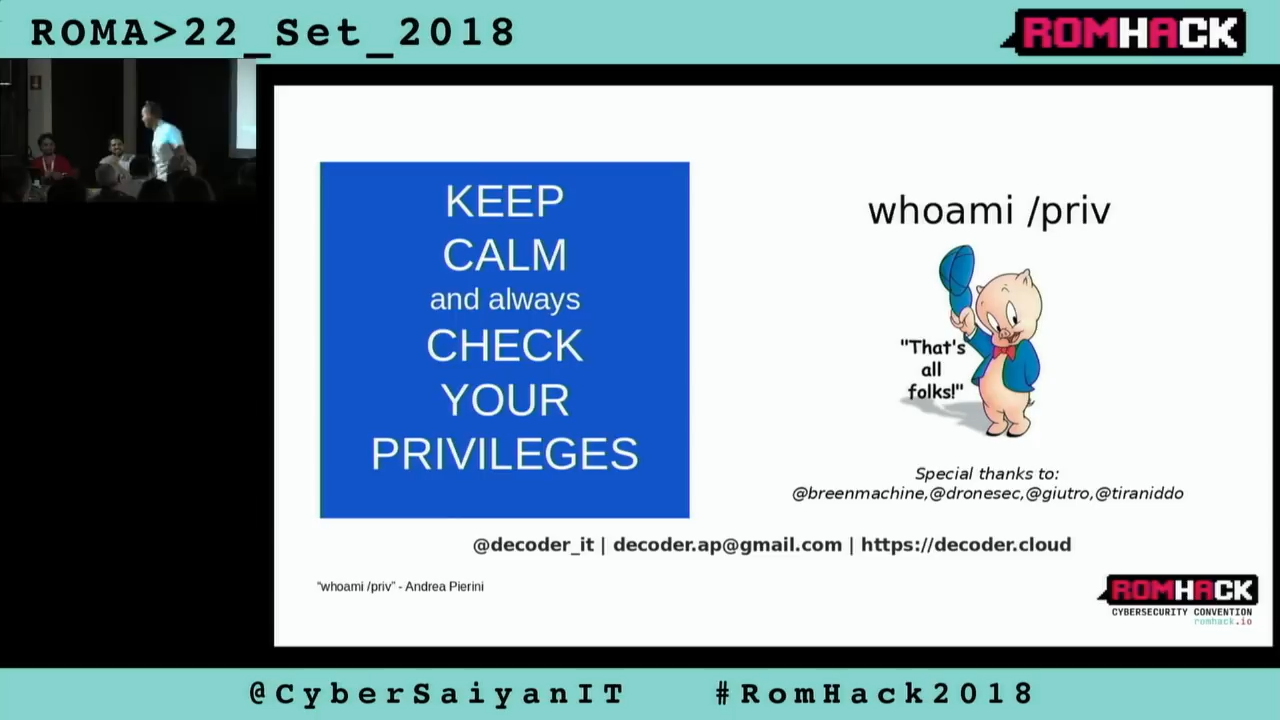 ROMA>22_Set_2018
ROMHACK
KEEP
CALM
and always
CHECK
YOUR
PRIVILEGES
whoami /priv
"That's
all
folks!"
Special thanks to:
@breenmachine,@dronesec,@giutro,@tiraniddo
@decoder_it | decoder.ap@gmail.com | https://decoder.cloud
"whoami /priv" - Andrea Pierini
ROMHACK
CYBERSECURITY CONVENTION
romhack.io
@CyberSaiyanIT #RomHack2018